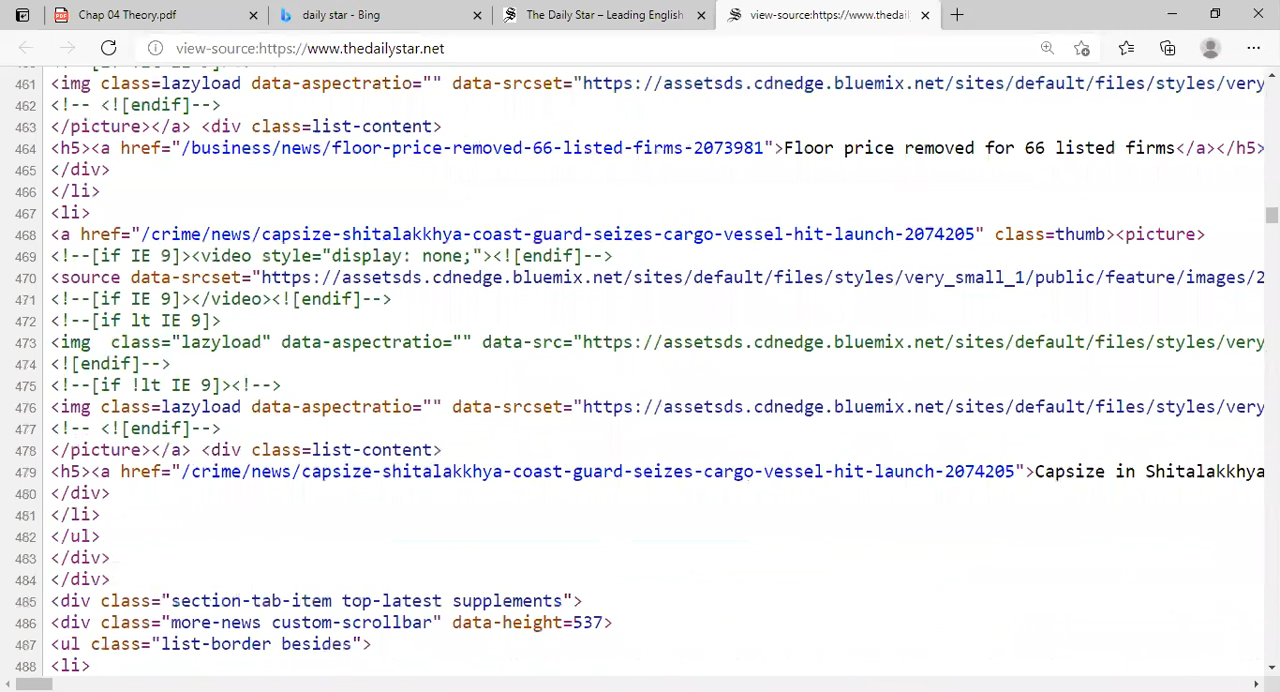 Chap 04 Theory.pdf
daily star - Bing
The Daily Star – Leading English
view-source:https://www.thedail
view-source:https://www.thedailystar.net
461 <img class=lazyload data-aspectratio="" data-srcset="https://assetsds.cdnedge.bluemix.net/sites/default/files/styles/very
462 <!-- <![endif]-->
463 </picture></a> <div class=list-content>
464 <h5><a href="/business/news/floor-price-removed-66-listed-firms-2073981">Floor price removed for 66 listed firms</a></h5>
465 </div>
466 </li>
467 <li>
468 <a href="/crime/news/capsize-shitalakkhya-coast-guard-seizes-cargo-vessel-hit-launch-2074205" class=thumb><picture>
469 <!--[if IE 9]><video style="display: none;"><![endif]-->
470 <source data-srcset="https://assetsds.cdnedge.bluemix.net/sites/default/files/styles/very_small_1/public/feature/images/2
471 <!--[if IE 9]></video><![endif]-->
472 <!--[if lt IE 9]>
473 <img  class="lazyload" data-aspectratio="" data-src="https://assetsds.cdnedge.bluemix.net/sites/default/files/styles/very
474 <![endif]-->
475 <!--[if !lt IE 9]><!-->
476 <img class=lazyload data-aspectratio="" data-srcset="https://assetsds.cdnedge.bluemix.net/sites/default/files/styles/very
477 <!-- <![endif]-->
478 </picture></a> <div class=list-content>
479 <h5><a href="/crime/news/capsize-shitalakkhya-coast-guard-seizes-cargo-vessel-hit-launch-2074205">Capsize in Shitalakkhya
480 </div>
481 </li>
482 </ul>
483 </div>
484 </div>
485 <div class="section-tab-item top-latest supplements">
486 <div class="more-news custom-scrollbar" data-height=537>
487 <ul class="list-border besides">
488 <li>